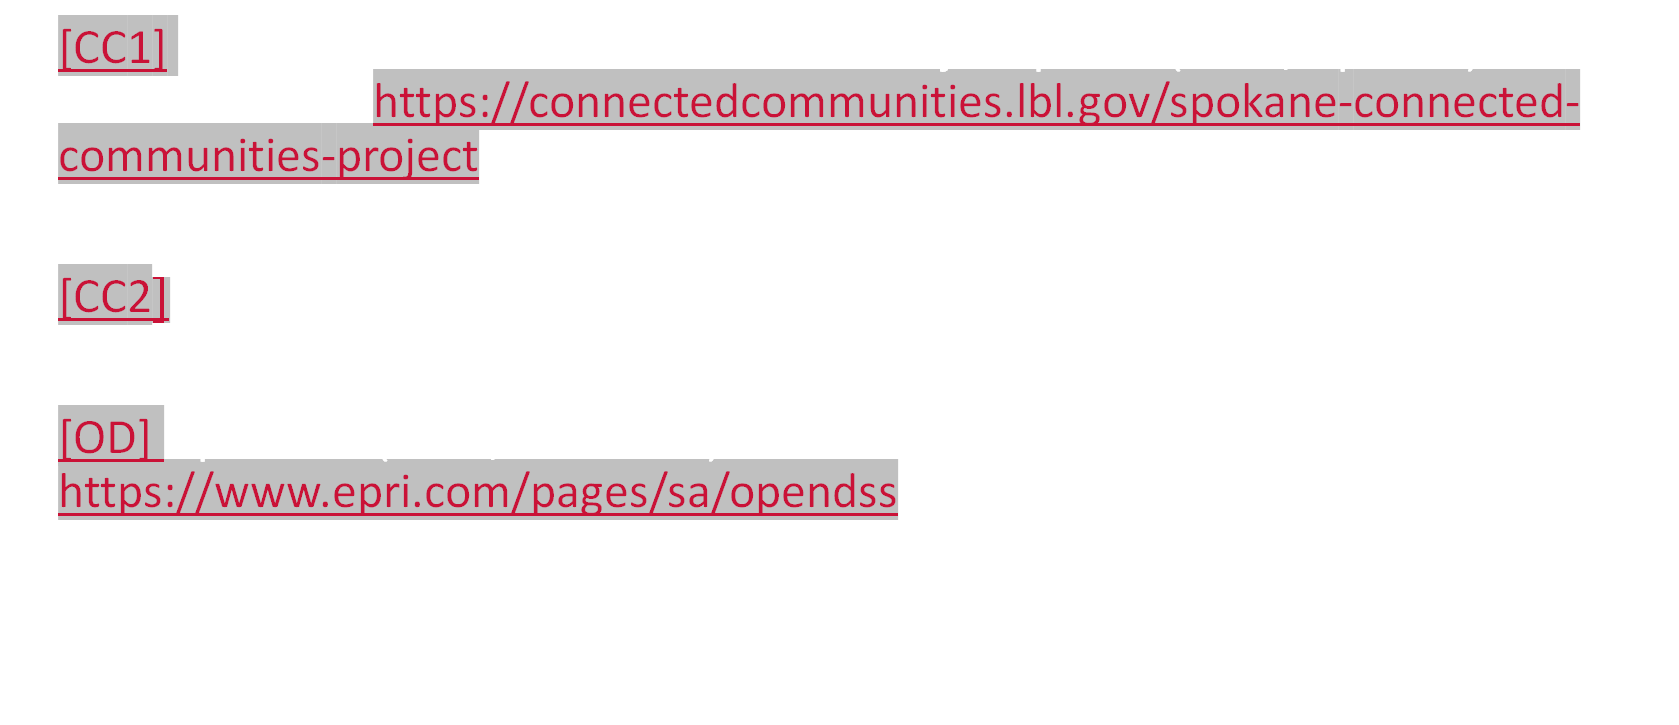 [CC1]
https://connectedcommunities.lbl.gov/spokane-connected-
communities-project
[CC2]
[OD]
https://www.epri.com/pages/sa/opendss